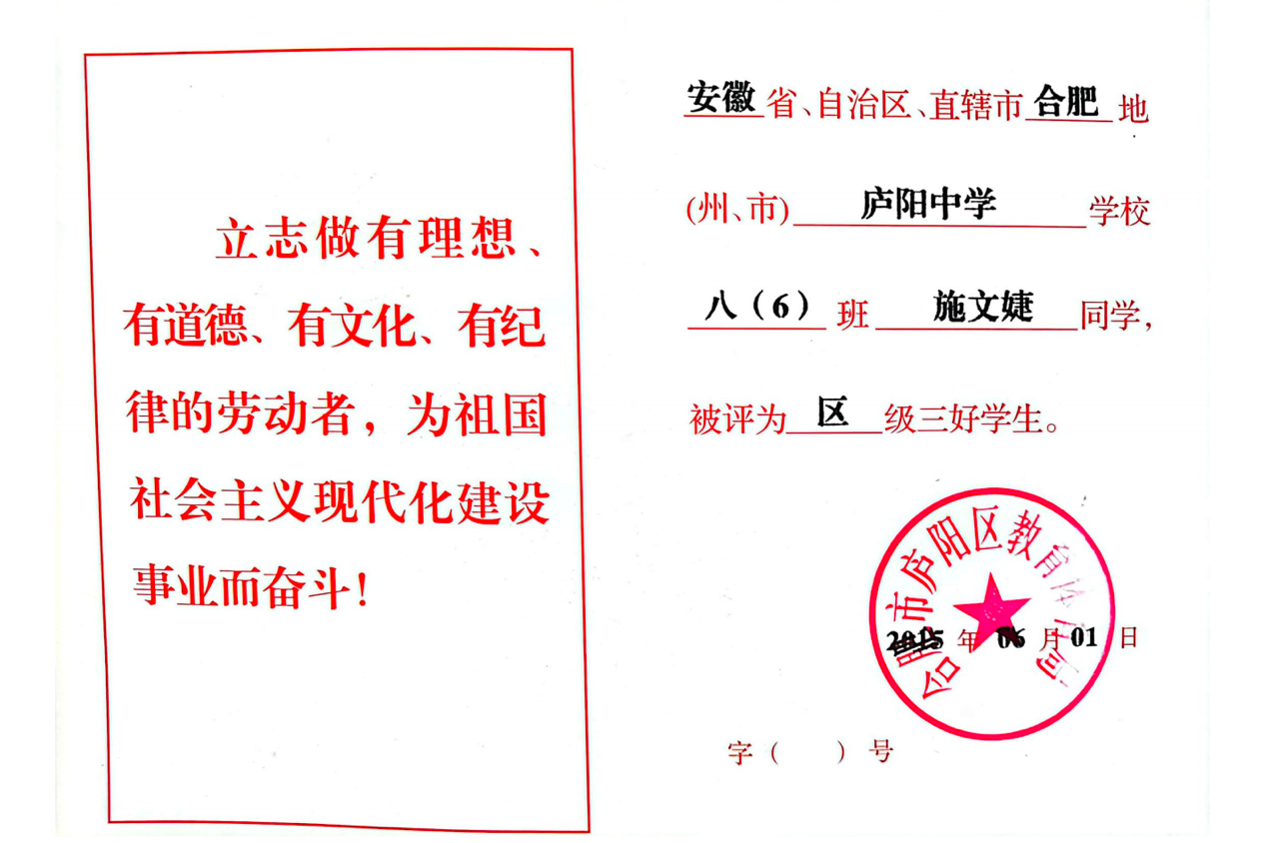 立志做有理想、
有道德、有文化、有纪
律的劳动者，为祖国
社会主义现代化建设
事业而奋斗！
安徽省、自治区、直辖市合肥地
(州、市)庐阳中学学校
八（6）班施文婕同学,
被评为区级三好学生。
合肥市庐阳区教育体育局
2015年06月01日
字（ ）号